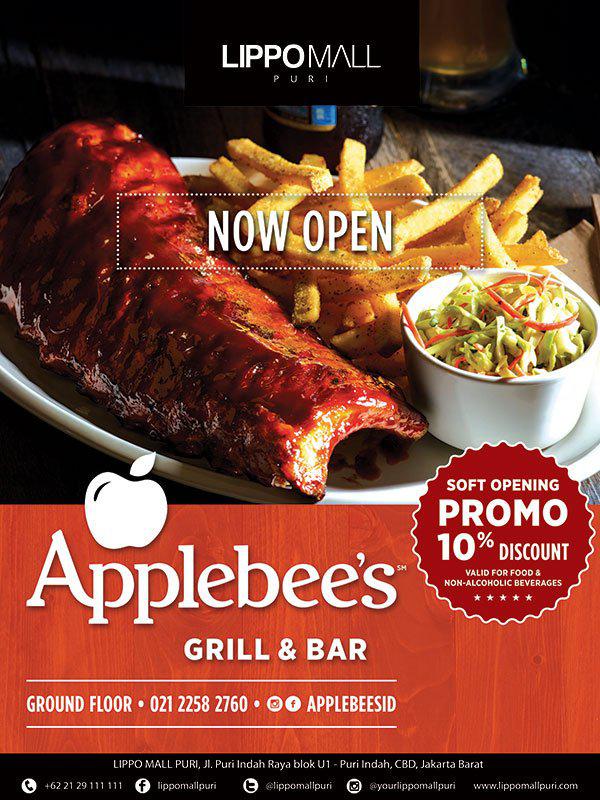 LIPPO MALL
PURI
NOW OPEN
SOFT OPENING
PROMO
10% DISCOUNT
VALID FOR FOOD &
NON-ALCOHOLIC BEVERAGES
Applebee's SM
GRILL & BAR
GROUND FLOOR • 021 2258 2760 • APPLEBEESID
LIPPO MALL PURI, Jl. Puri Indah Raya blok U1 - Puri Indah, CBD, Jakarta Barat
+62 21 29 111 111 lippomallpuri @lippomallpuri @yourlippomallpuri www.lippomallpuri.com